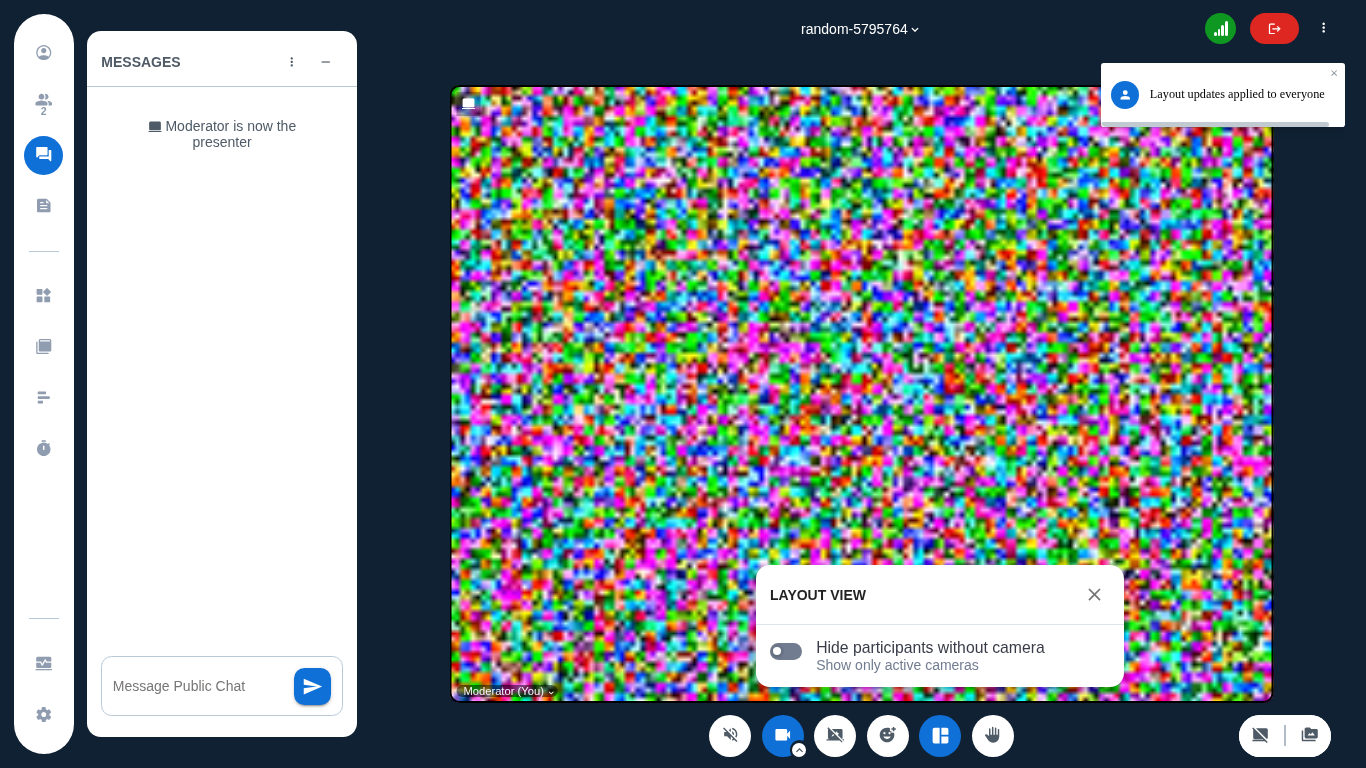 random-5795764
MESSAGES
2
Moderator is now the
presenter
Layout updates applied to everyone
LAYOUT VIEW
Hide participants without camera
Show only active cameras
Message Public Chat
Moderator (You)